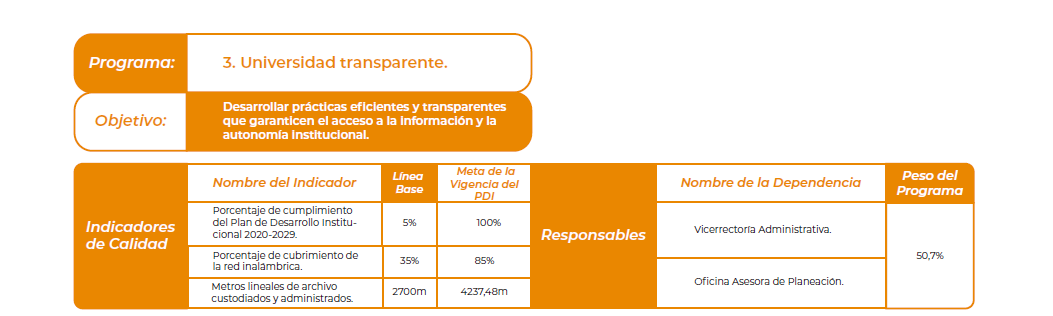 Programa:
3. Universidad transparente.
Objetivo:
Desarrollar prácticas eficientes y transparentes
que garanticen el acceso a la información y la
autonomía institucional.
Indicadores
de Calidad
Nombre del Indicador
Línea
Base
Meta de la
Vigencia del
PDI
Porcentaje de cumplimiento
del Plan de Desarrollo Institu-
cional 2020-2029.
5%
100%
Porcentaje de cubrimiento de
la red inalámbrica.
35%
85%
Metros lineales de archivo
custodiados y administrados.
2700m
4237,48m
Responsables
Nombre de la Dependencia
Vicerrectoría Administrativa.
Oficina Asesora de Planeación.
Peso del
Programa
50,7%